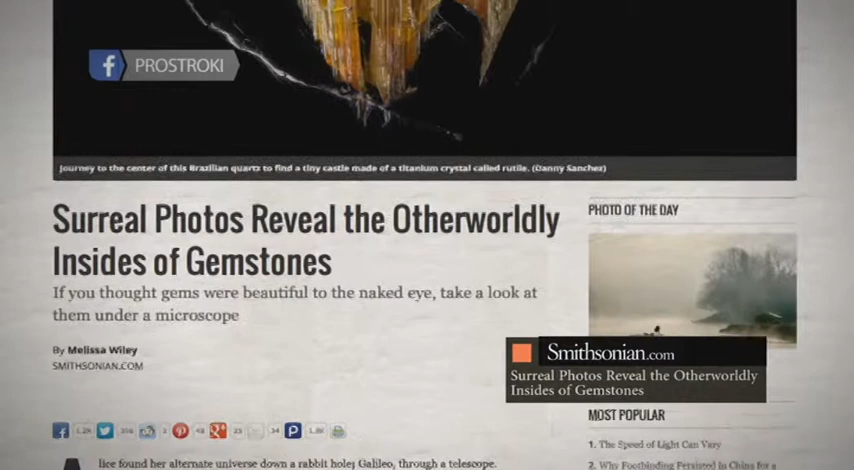 PROSTROKI
Journey to the center of this Brazilian quartz to find a tiny castle made of a titanium crystal called rutile. (Danny Sanchez)
Surreal Photos Reveal the Otherworldly
Insides of Gemstones
If you thought gems were beautiful to the naked eye, take a look at
them under a microscope
By Melissa Wiley
SMITHSONIAN.COM
PHOTO OF THE DAY
Smithsonian.com
Surreal Photos Reveal the Otherworldly
Insides of Gemstones
MOST POPULAR
1. The Speed of Light Can Vary
2. Why Footbinding Persisted in China for a
Alice found her alternate universe down a rabbit hole; Galileo, through a telescope.